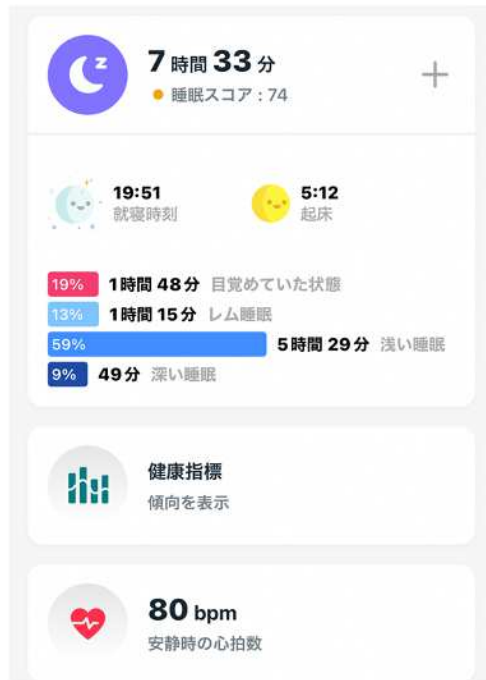 7 時間 33 分
睡眠スコア : 74
19:51
就寝時刻
5:12
起床
19% 1時間 48分 目覚めていた状態
13% 1時間 15分 レム睡眠
59% 5時間 29分 浅い睡眠
9% 49分 深い睡眠
健康指標
傾向を表示
80 bpm
安静時の心拍数